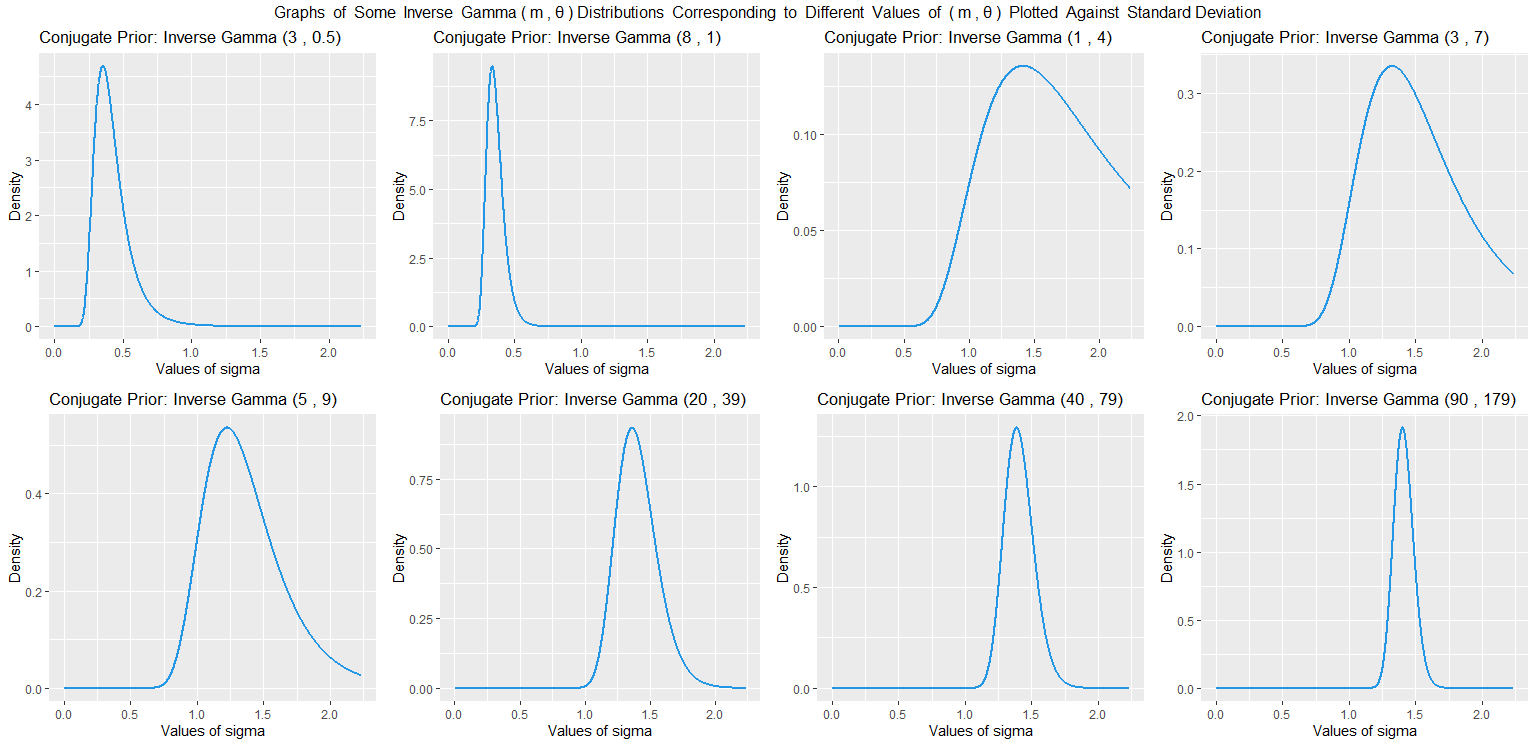 Graphs of Some Inverse Gamma ( m , θ ) Distributions Corresponding to Different Values of ( m , θ ) Plotted Against Standard Deviation
Conjugate Prior: Inverse Gamma (3 , 0.5)
Density
4
3
2
1
0
0.0 0.5 1.0 1.5 2.0
Values of sigma
Conjugate Prior: Inverse Gamma (8 , 1)
Density
7.5
5.0
2.5
0.0
0.0 0.5 1.0 1.5 2.0
Values of sigma
Conjugate Prior: Inverse Gamma (1 , 4)
Density
0.10
0.05
0.00
0.0 0.5 1.0 1.5 2.0
Values of sigma
Conjugate Prior: Inverse Gamma (3 , 7)
Density
0.3
0.2
0.1
0.0
0.0 0.5 1.0 1.5 2.0
Values of sigma
Conjugate Prior: Inverse Gamma (5 , 9)
Density
0.4
0.2
0.0
0.0 0.5 1.0 1.5 2.0
Values of sigma
Conjugate Prior: Inverse Gamma (20 , 39)
Density
0.75
0.50
0.25
0.00
0.0 0.5 1.0 1.5 2.0
Values of sigma
Conjugate Prior: Inverse Gamma (40 , 79)
Density
1.0
0.5
0.0
0.0 0.5 1.0 1.5 2.0
Values of sigma
Conjugate Prior: Inverse Gamma (90 , 179)
Density
2.0
1.5
1.0
0.5
0.0
0.0 0.5 1.0 1.5 2.0
Values of sigma